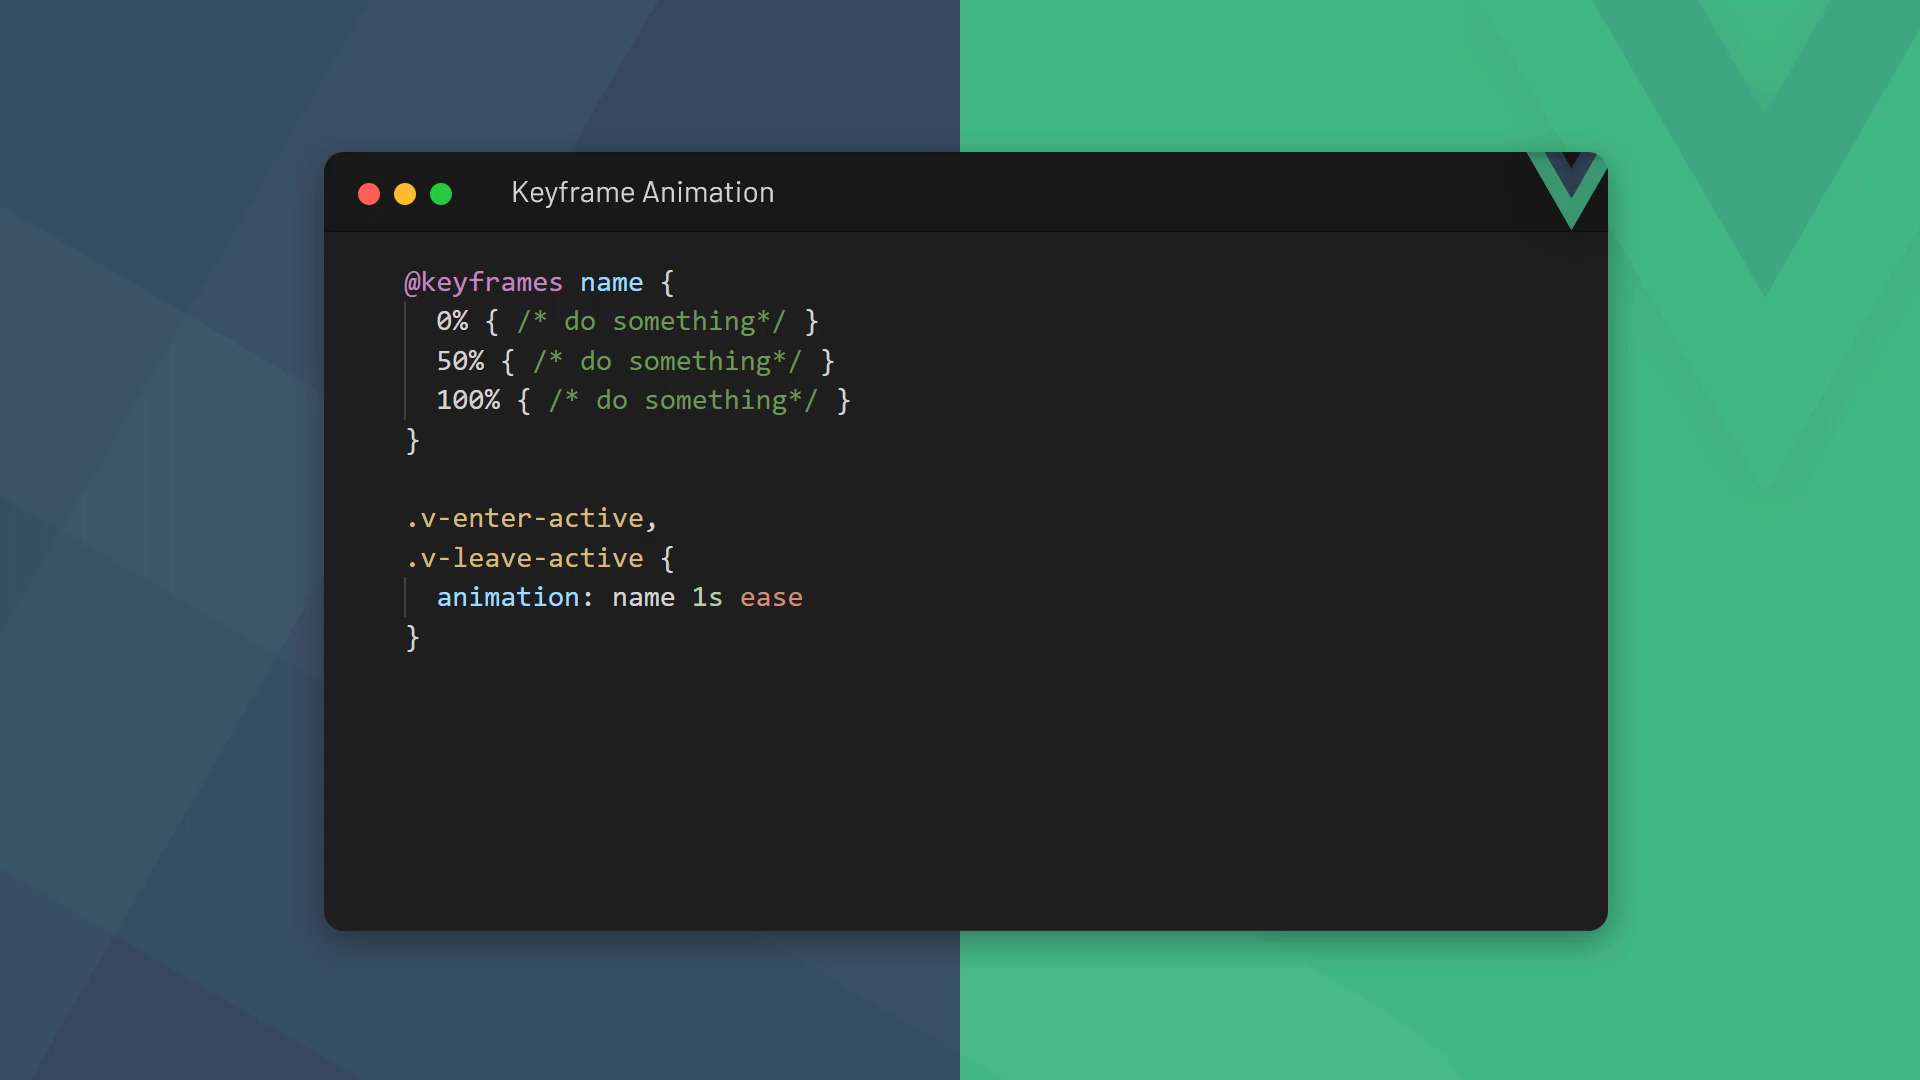 Keyframe Animation
@keyframes name {
0% { /* do something*/ }
50% { /* do something*/ }
100% { /* do something*/ }
}
.v-enter-active,
.v-leave-active {
animation: name 1s ease
}